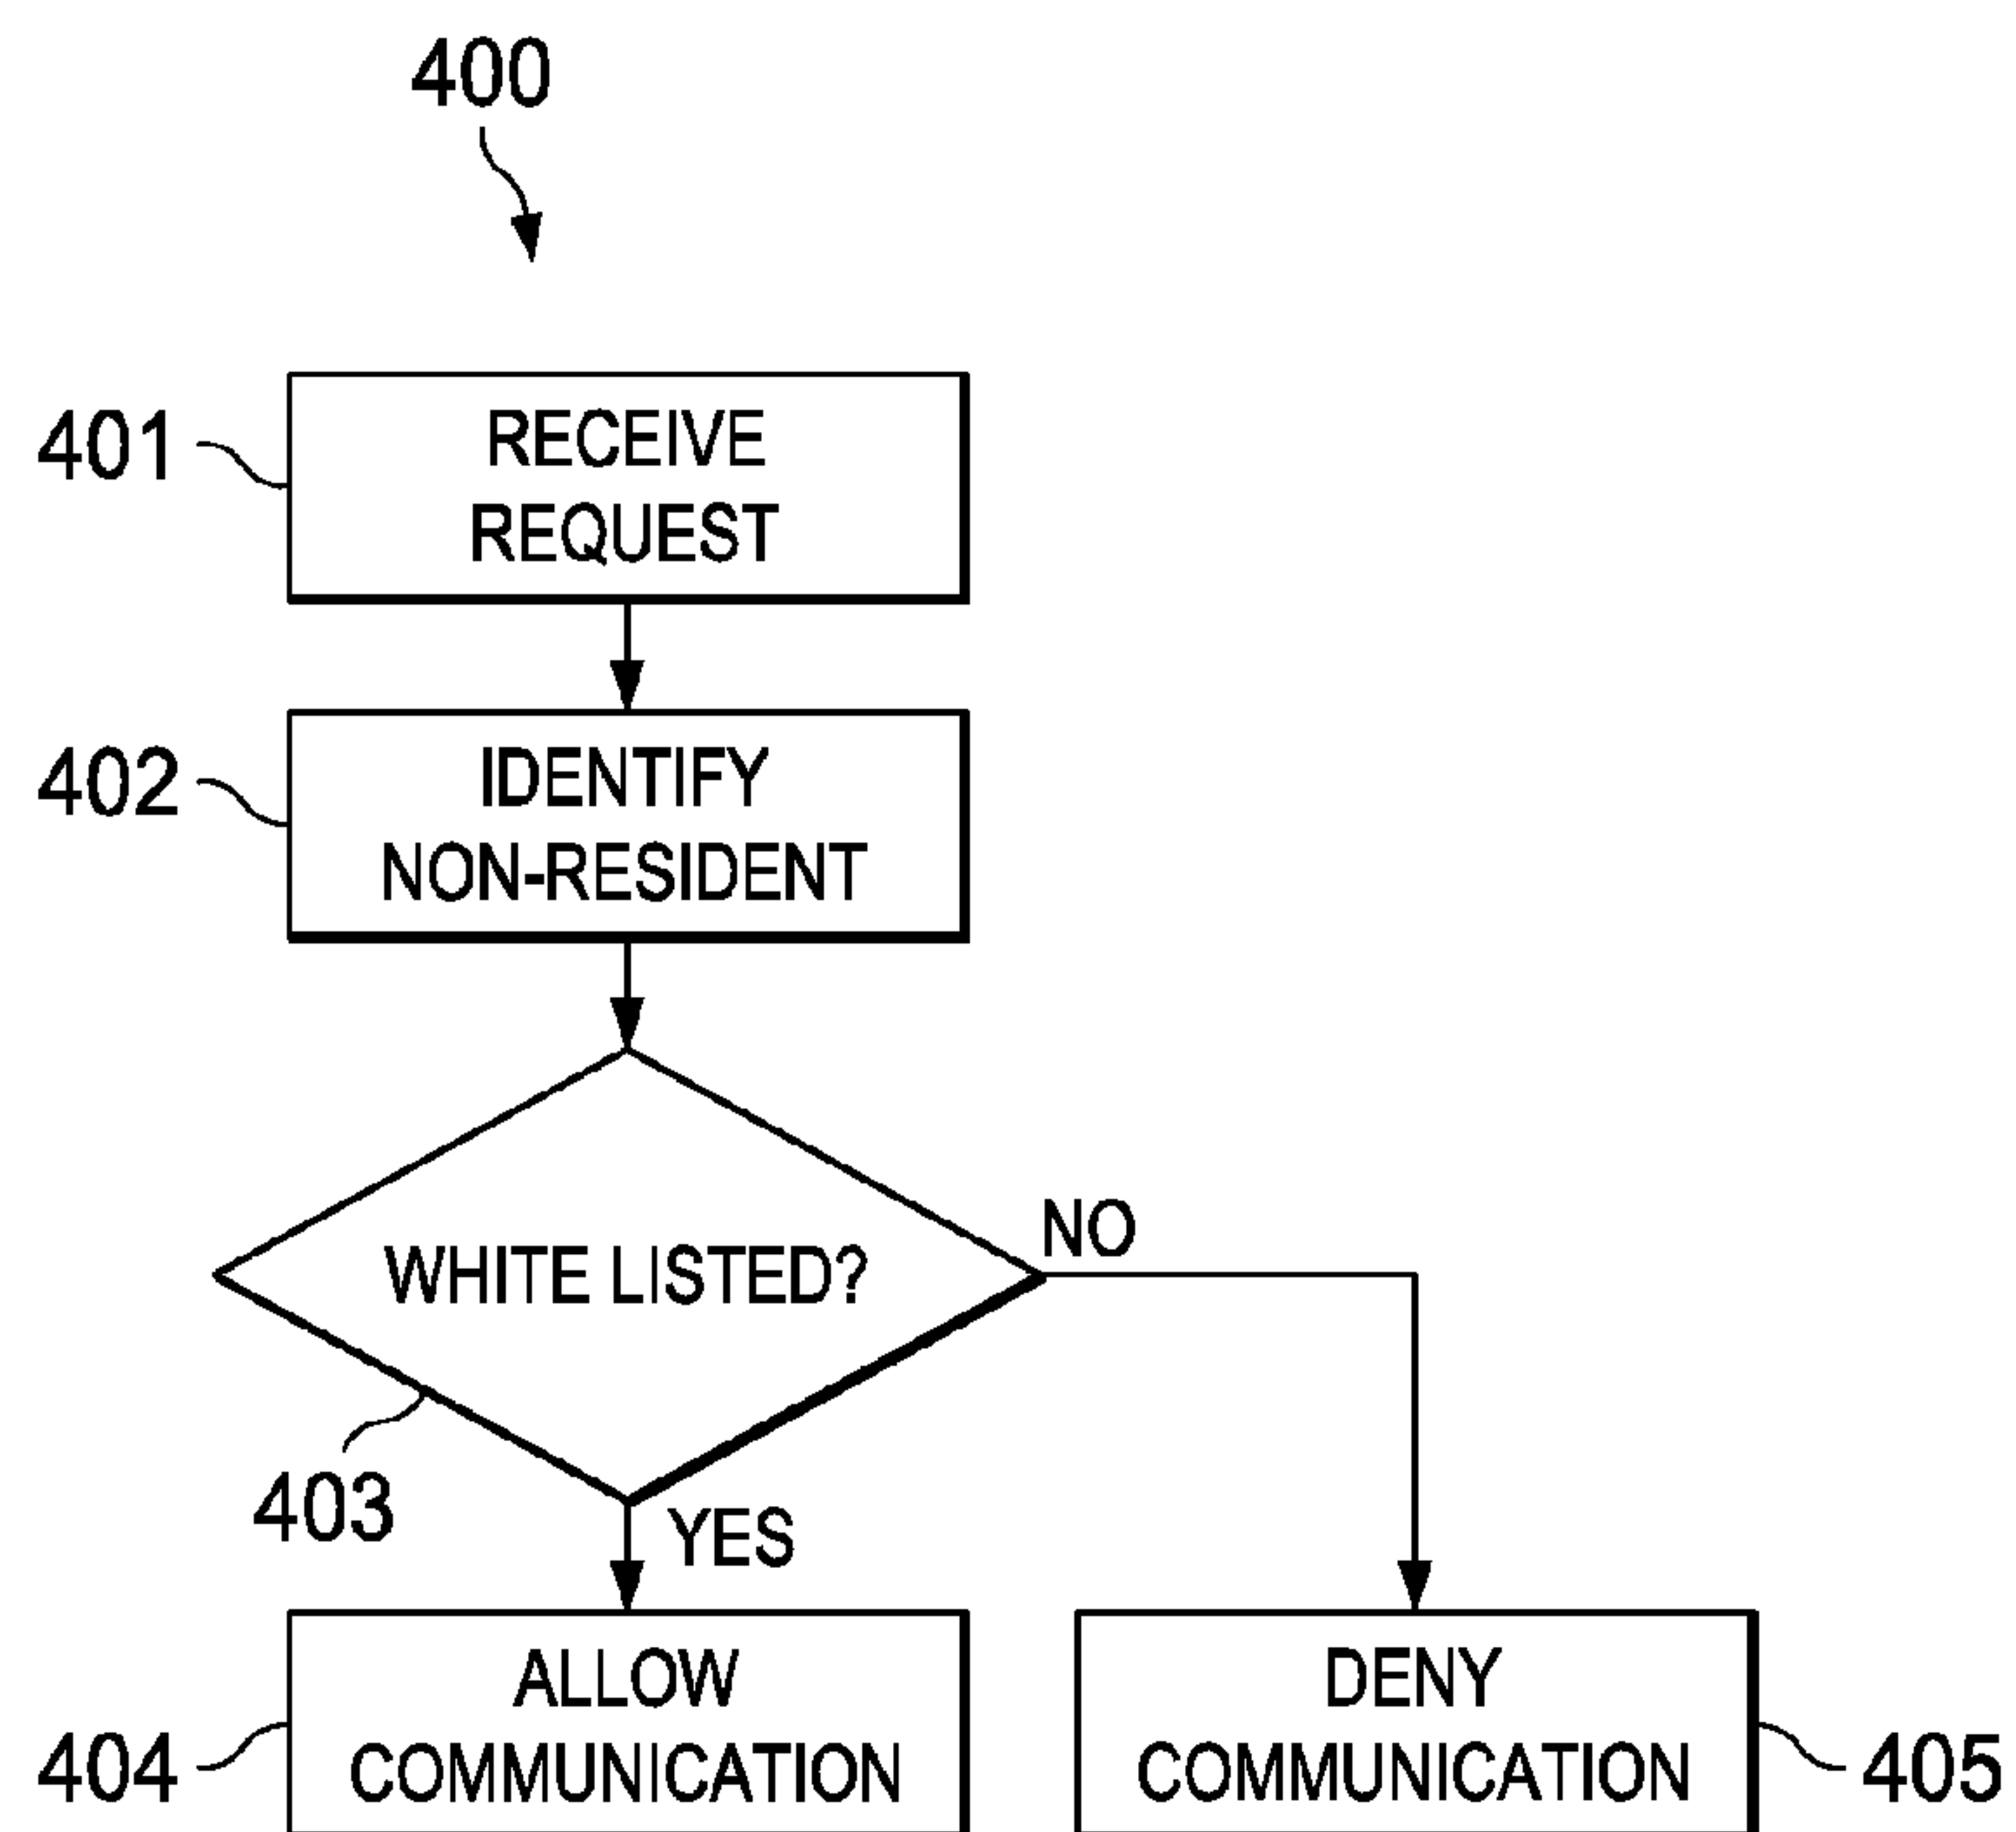 400
401
RECEIVE
REQUEST
402
IDENTIFY
NON-RESIDENT
WHITE LISTED?
NO
403
YES
404
ALLOW
COMMUNICATION
DENY
COMMUNICATION
405